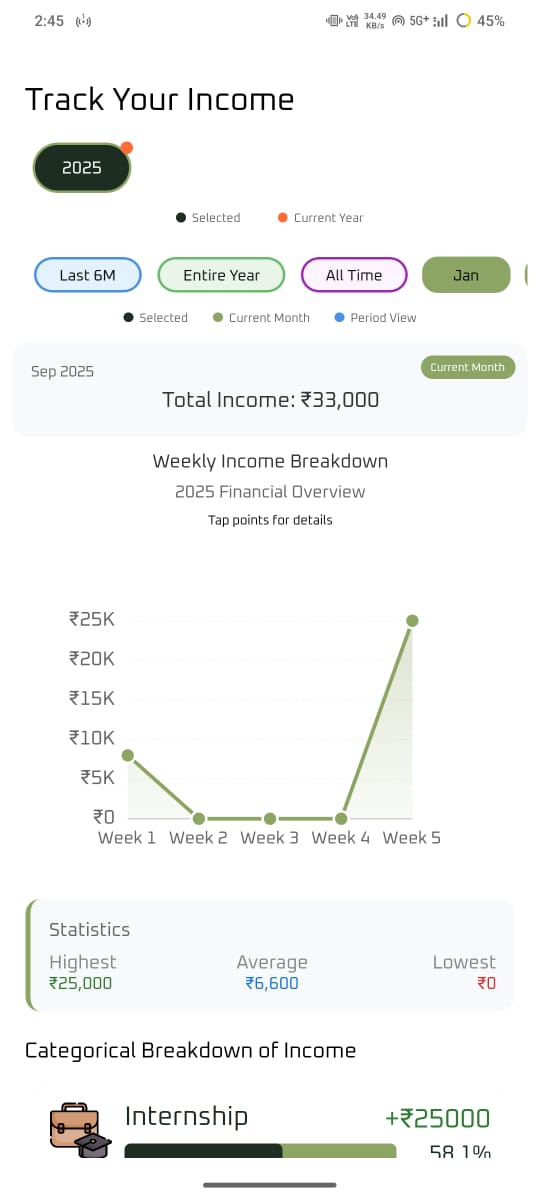 2:45 Vo) LTE 34.49 KB/s 5G+ 45%
Track Your Income
2025
Selected Current Year
Last 6M Entire Year All Time Jan
Selected Current Month Period View
Sep 2025 Current Month
Total Income: ₹33,000
Weekly Income Breakdown
2025 Financial Overview
Tap points for details
₹25K
₹20K
₹15K
₹10K
₹5K
₹0
Week 1 Week 2 Week 3 Week 4 Week 5
Statistics
Highest Average Lowest
₹25,000 ₹6,600 ₹0
Categorical Breakdown of Income
Internship +₹25000
58.1%